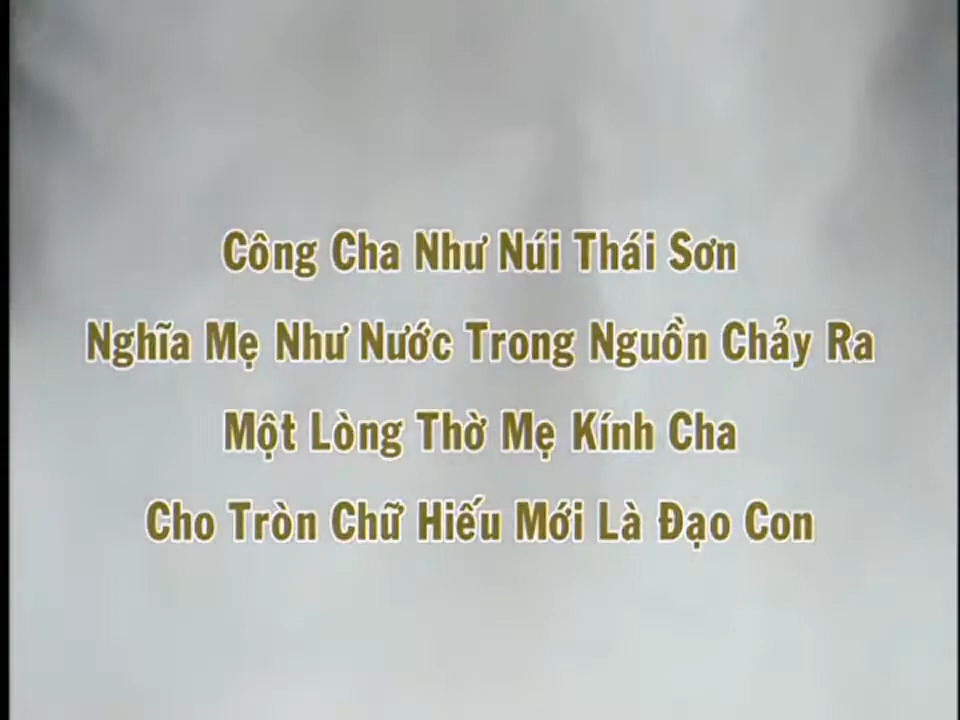 Công Cha Như Núi Thái Sơn
Nghĩa Mẹ Như Nước Trong Nguồn Chảy Ra
Một Lòng Thờ Mẹ Kính Cha
Cho Tròn Chữ Hiếu Mới Là Đạo Con